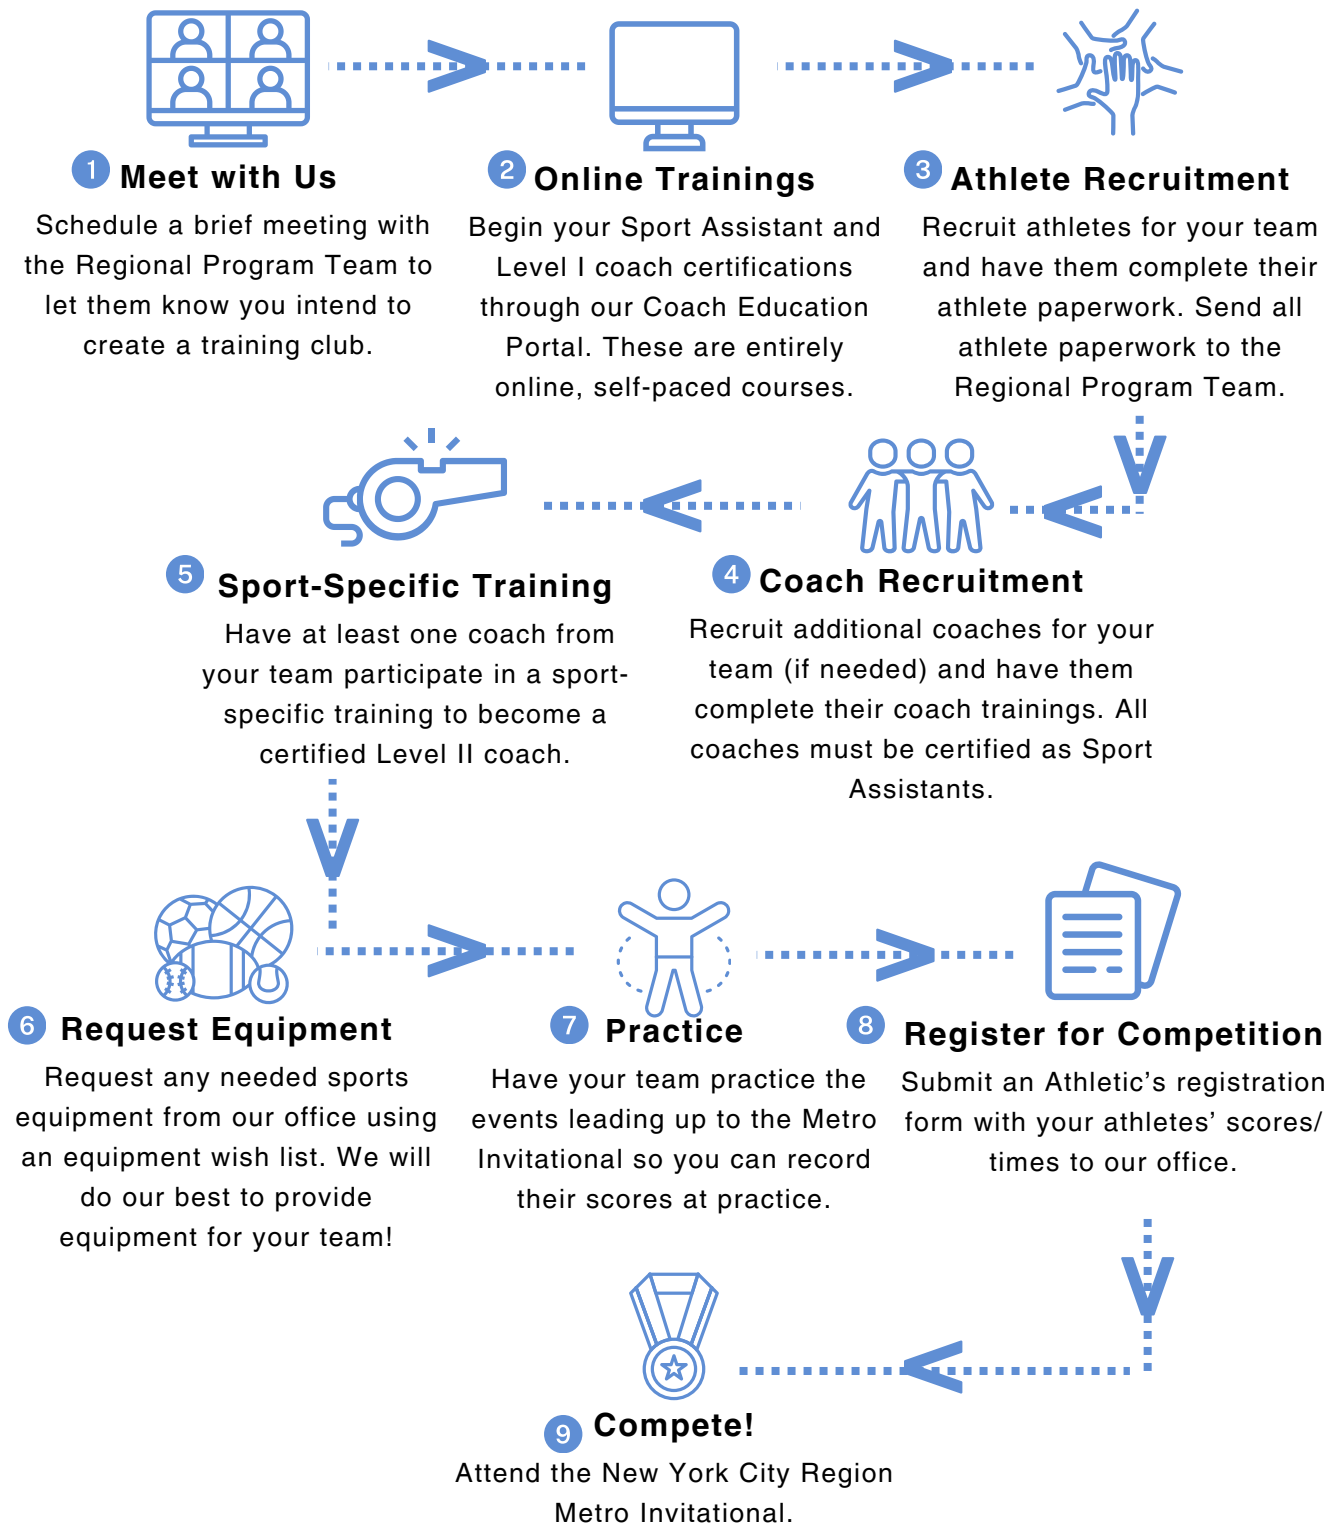 1 Meet with Us
Schedule a brief meeting with
the Regional Program Team to
let them know you intend to
create a training club.
2 Online Trainings
Begin your Sport Assistant and
Level I coach certifications
through our Coach Education
Portal. These are entirely
online, self-paced courses.
3 Athlete Recruitment
Recruit athletes for your team
and have them complete their
athlete paperwork. Send all
athlete paperwork to the
Regional Program Team.
4 Coach Recruitment
Recruit additional coaches for your
team (if needed) and have them
complete their coach trainings. All
coaches must be certified as Sport
Assistants.
5 Sport-Specific Training
Have at least one coach from
your team participate in a sport-
specific training to become a
certified Level II coach.
6 Request Equipment
Request any needed sports
equipment from our office using
an equipment wish list. We will
do our best to provide
equipment for your team!
7 Practice
Have your team practice the
events leading up to the Metro
Invitational so you can record
their scores at practice.
8 Register for Competition
Submit an Athletic's registration
form with your athletes' scores/
times to our office.
9 Compete!
Attend the New York City Region
Metro Invitational.